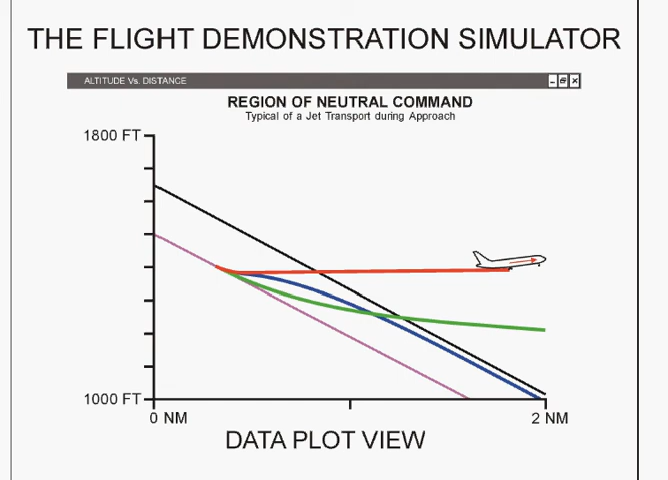 THE FLIGHT DEMONSTRATION SIMULATOR
ALTITUDE Vs. DISTANCE
REGION OF NEUTRAL COMMAND
Typical of a Jet Transport during Approach
1800 FT
1000 FT
0 NM
2 NM
DATA PLOT VIEW